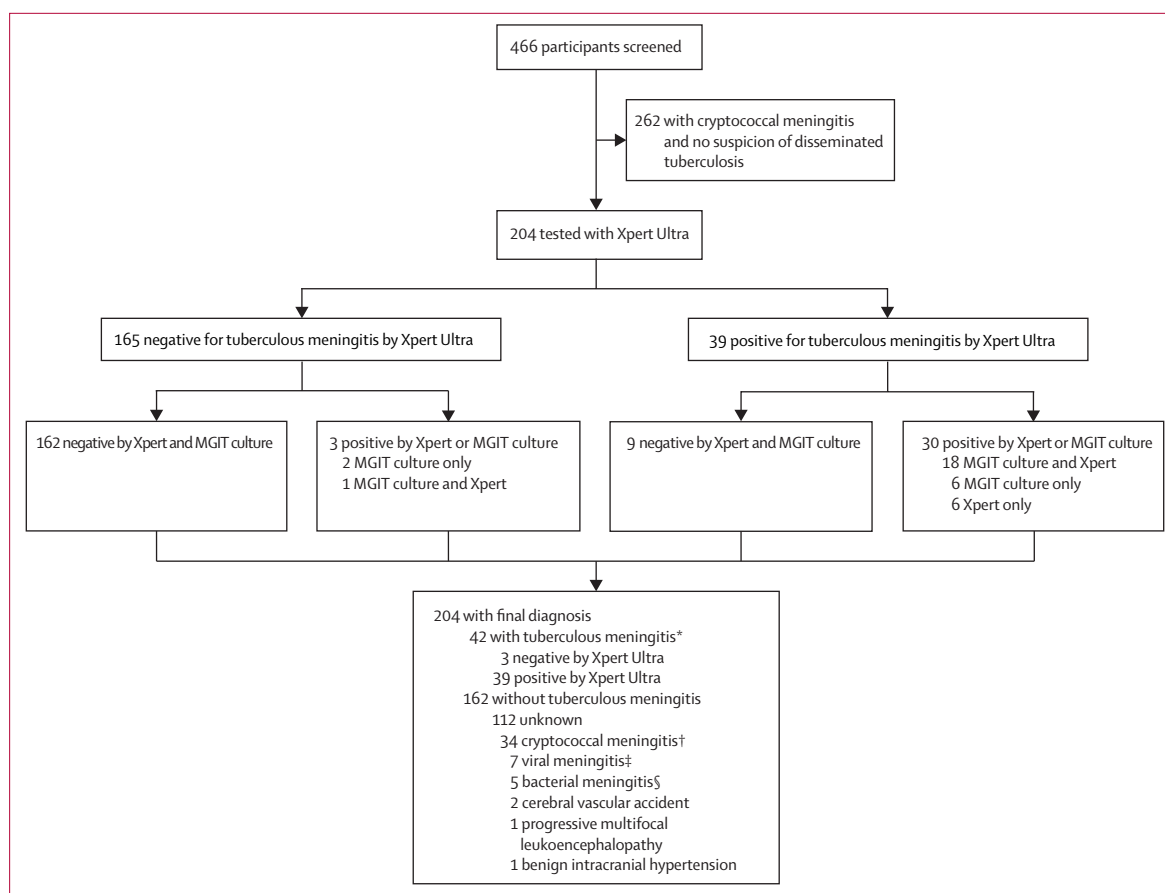 466 participants screened
262 with cryptococcal meningitis
and no suspicion of disseminated
tuberculosis
204 tested with Xpert Ultra
165 negative for tuberculous meningitis by Xpert Ultra
39 positive for tuberculous meningitis by Xpert Ultra
162 negative by Xpert and MGIT culture
3 positive by Xpert or MGIT culture
2 MGIT culture only
1 MGIT culture and Xpert
9 negative by Xpert and MGIT culture
30 positive by Xpert or MGIT culture
18 MGIT culture and Xpert
6 MGIT culture only
6 Xpert only
204 with final diagnosis
42 with tuberculous meningitis*
3 negative by Xpert Ultra
39 positive by Xpert Ultra
162 without tuberculous meningitis
112 unknown
34 cryptococcal meningitis†
7 viral meningitis‡
5 bacterial meningitis§
2 cerebral vascular accident
1 progressive multifocal
leukoencephalopathy
1 benign intracranial hypertension